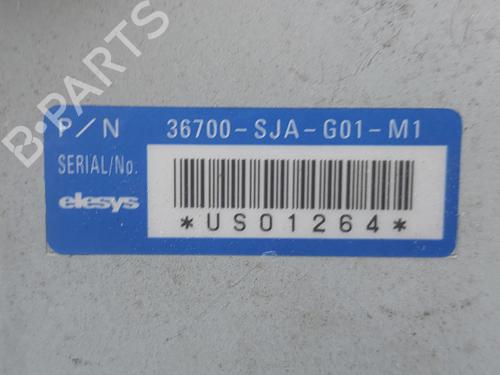 B-PARTS
P/N 36700-SJA-G01-M1
SERIAL/No.
elesys
*US01264*